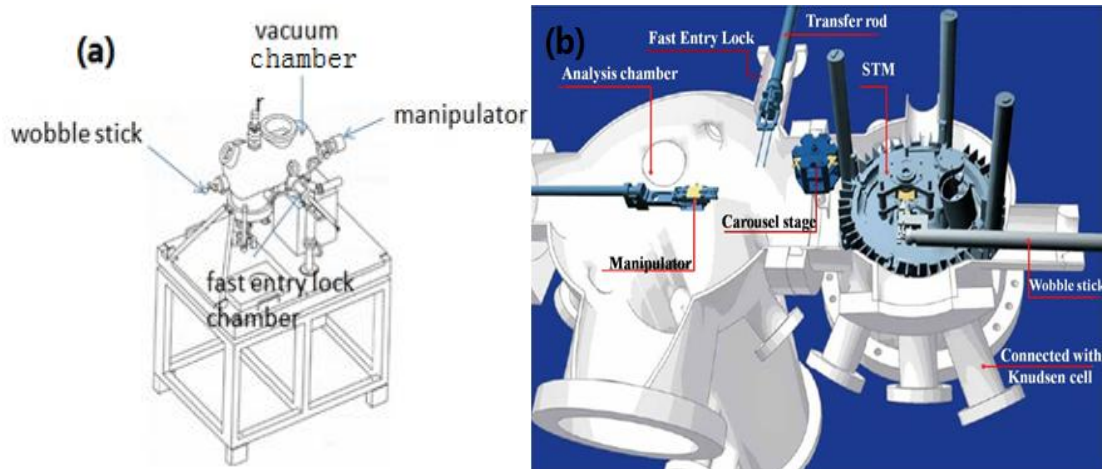 (a)
vacuum
chamber
wobble stick
manipulator
fast entry lock
chamber
(b)
Transfer rod
Fast Entry Lock
Analysis chamber
STM
Carousel stage
Manipulator
Wobble stick
Connected with
Knudsen cell